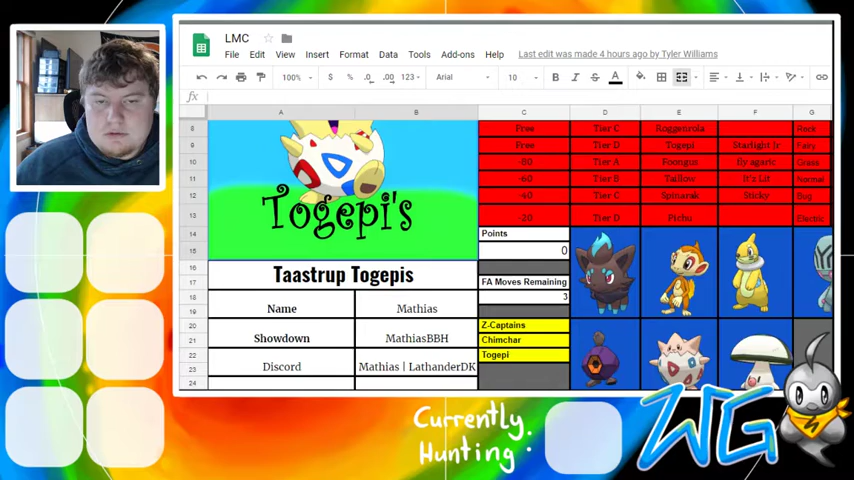 LMC
File Edit View Insert Format Data Tools Add-ons Help Last edit was made 4 hours ago by Tyler Williams
100% $ % .0 .00 123 Arial 10 B I S A
fx
A B C D E F G
8 Free Tier C Roggenrola Rock
9 Free Tier D Togepi Starlight Jr Fairy
10 -80 Tier A Foongus fly agaric Grass
11 -60 Tier B Taillow It's Lit Normal
12 -40 Tier C Spinarak Sticky Bug
13 -20 Tier D Pichu Electric
Togepi's
14 Points
15 0
16 Taastrup Togepis
17 FA Moves Remaining
18 Name Mathias 3
19
20 Z-Captains
21 Showdown MathiasBBH Chimchar
22 Togepi
23 Discord Mathias | LathanderDK
24
Currently
Hunting :
WG